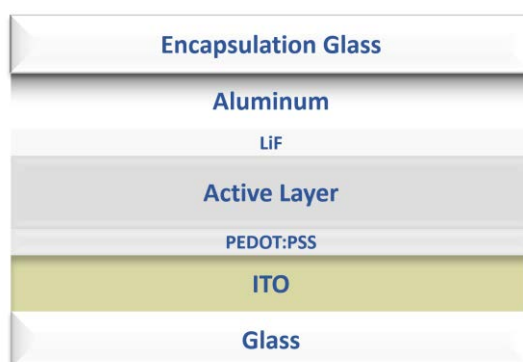 Encapsulation Glass
Aluminum
LiF
Active Layer
PEDOT:PSS
ITO
Glass